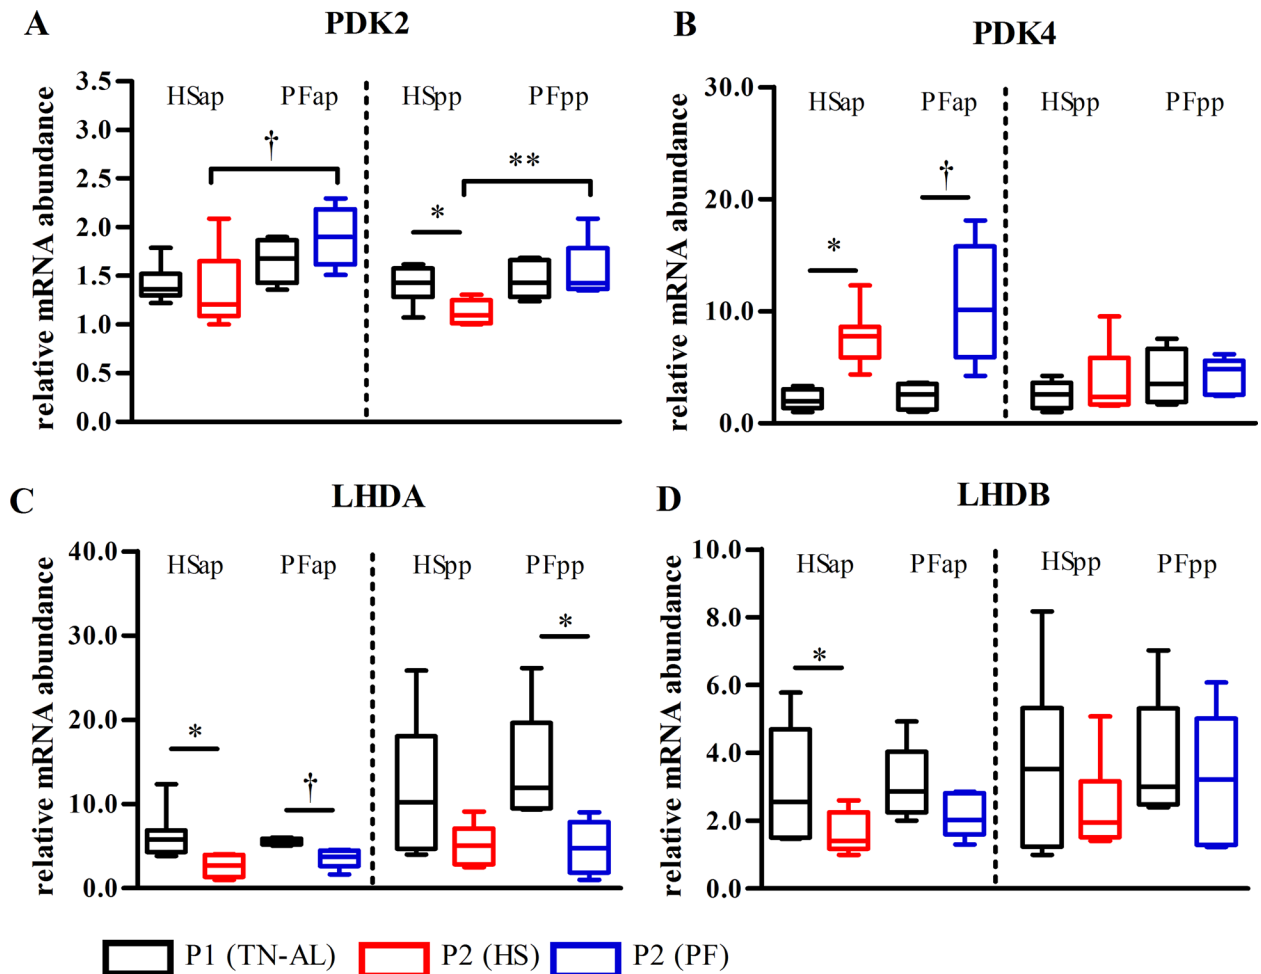 A PDK2
relative mRNA abundance
3.5
3.0
2.5
2.0
1.5
1.0
0.5
0.0
HSap PFap HSpp PFpp
† * **
B PDK4
relative mRNA abundance
30.0
20.0
10.0
0.0
HSap PFap HSpp PFpp
* †
C LHDA
relative mRNA abundance
40.0
30.0
20.0
10.0
0.0
HSap PFap HSpp PFpp
* † *
D LHDB
relative mRNA abundance
10.0
8.0
6.0
4.0
2.0
0.0
HSap PFap HSpp PFpp
*
P1 (TN-AL) P2 (HS) P2 (PF)